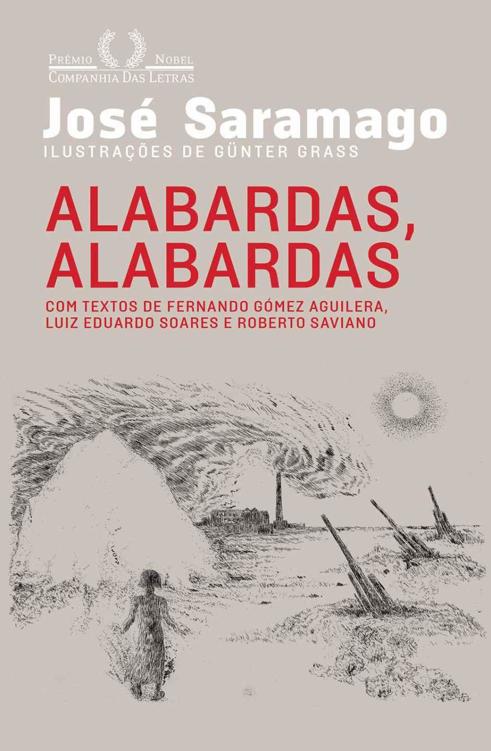 PRÊMIO NOBEL
COMPANHIA DAS LETRAS
José Saramago
ILUSTRAÇÕES DE GÜNTER GRASS
ALABARDAS,
ALABARDAS
COM TEXTOS DE FERNANDO GÓMEZ AGUILERA,
LUIZ EDUARDO SOARES E ROBERTO SAVIANO